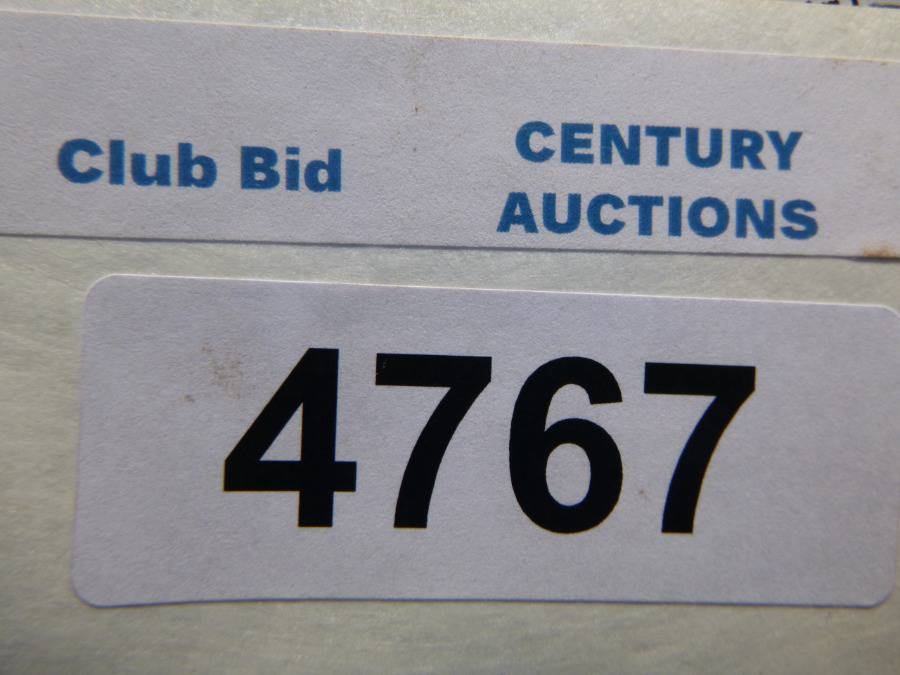 Club Bid
CENTURY
AUCTIONS
4767